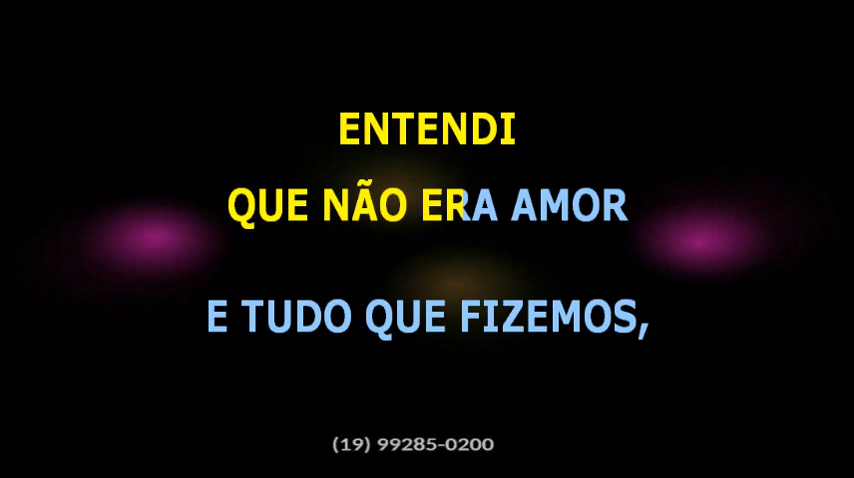 ENTENDI
QUE NÃO ERA AMOR
E TUDO QUE FIZEMOS,
(19) 99285-0200